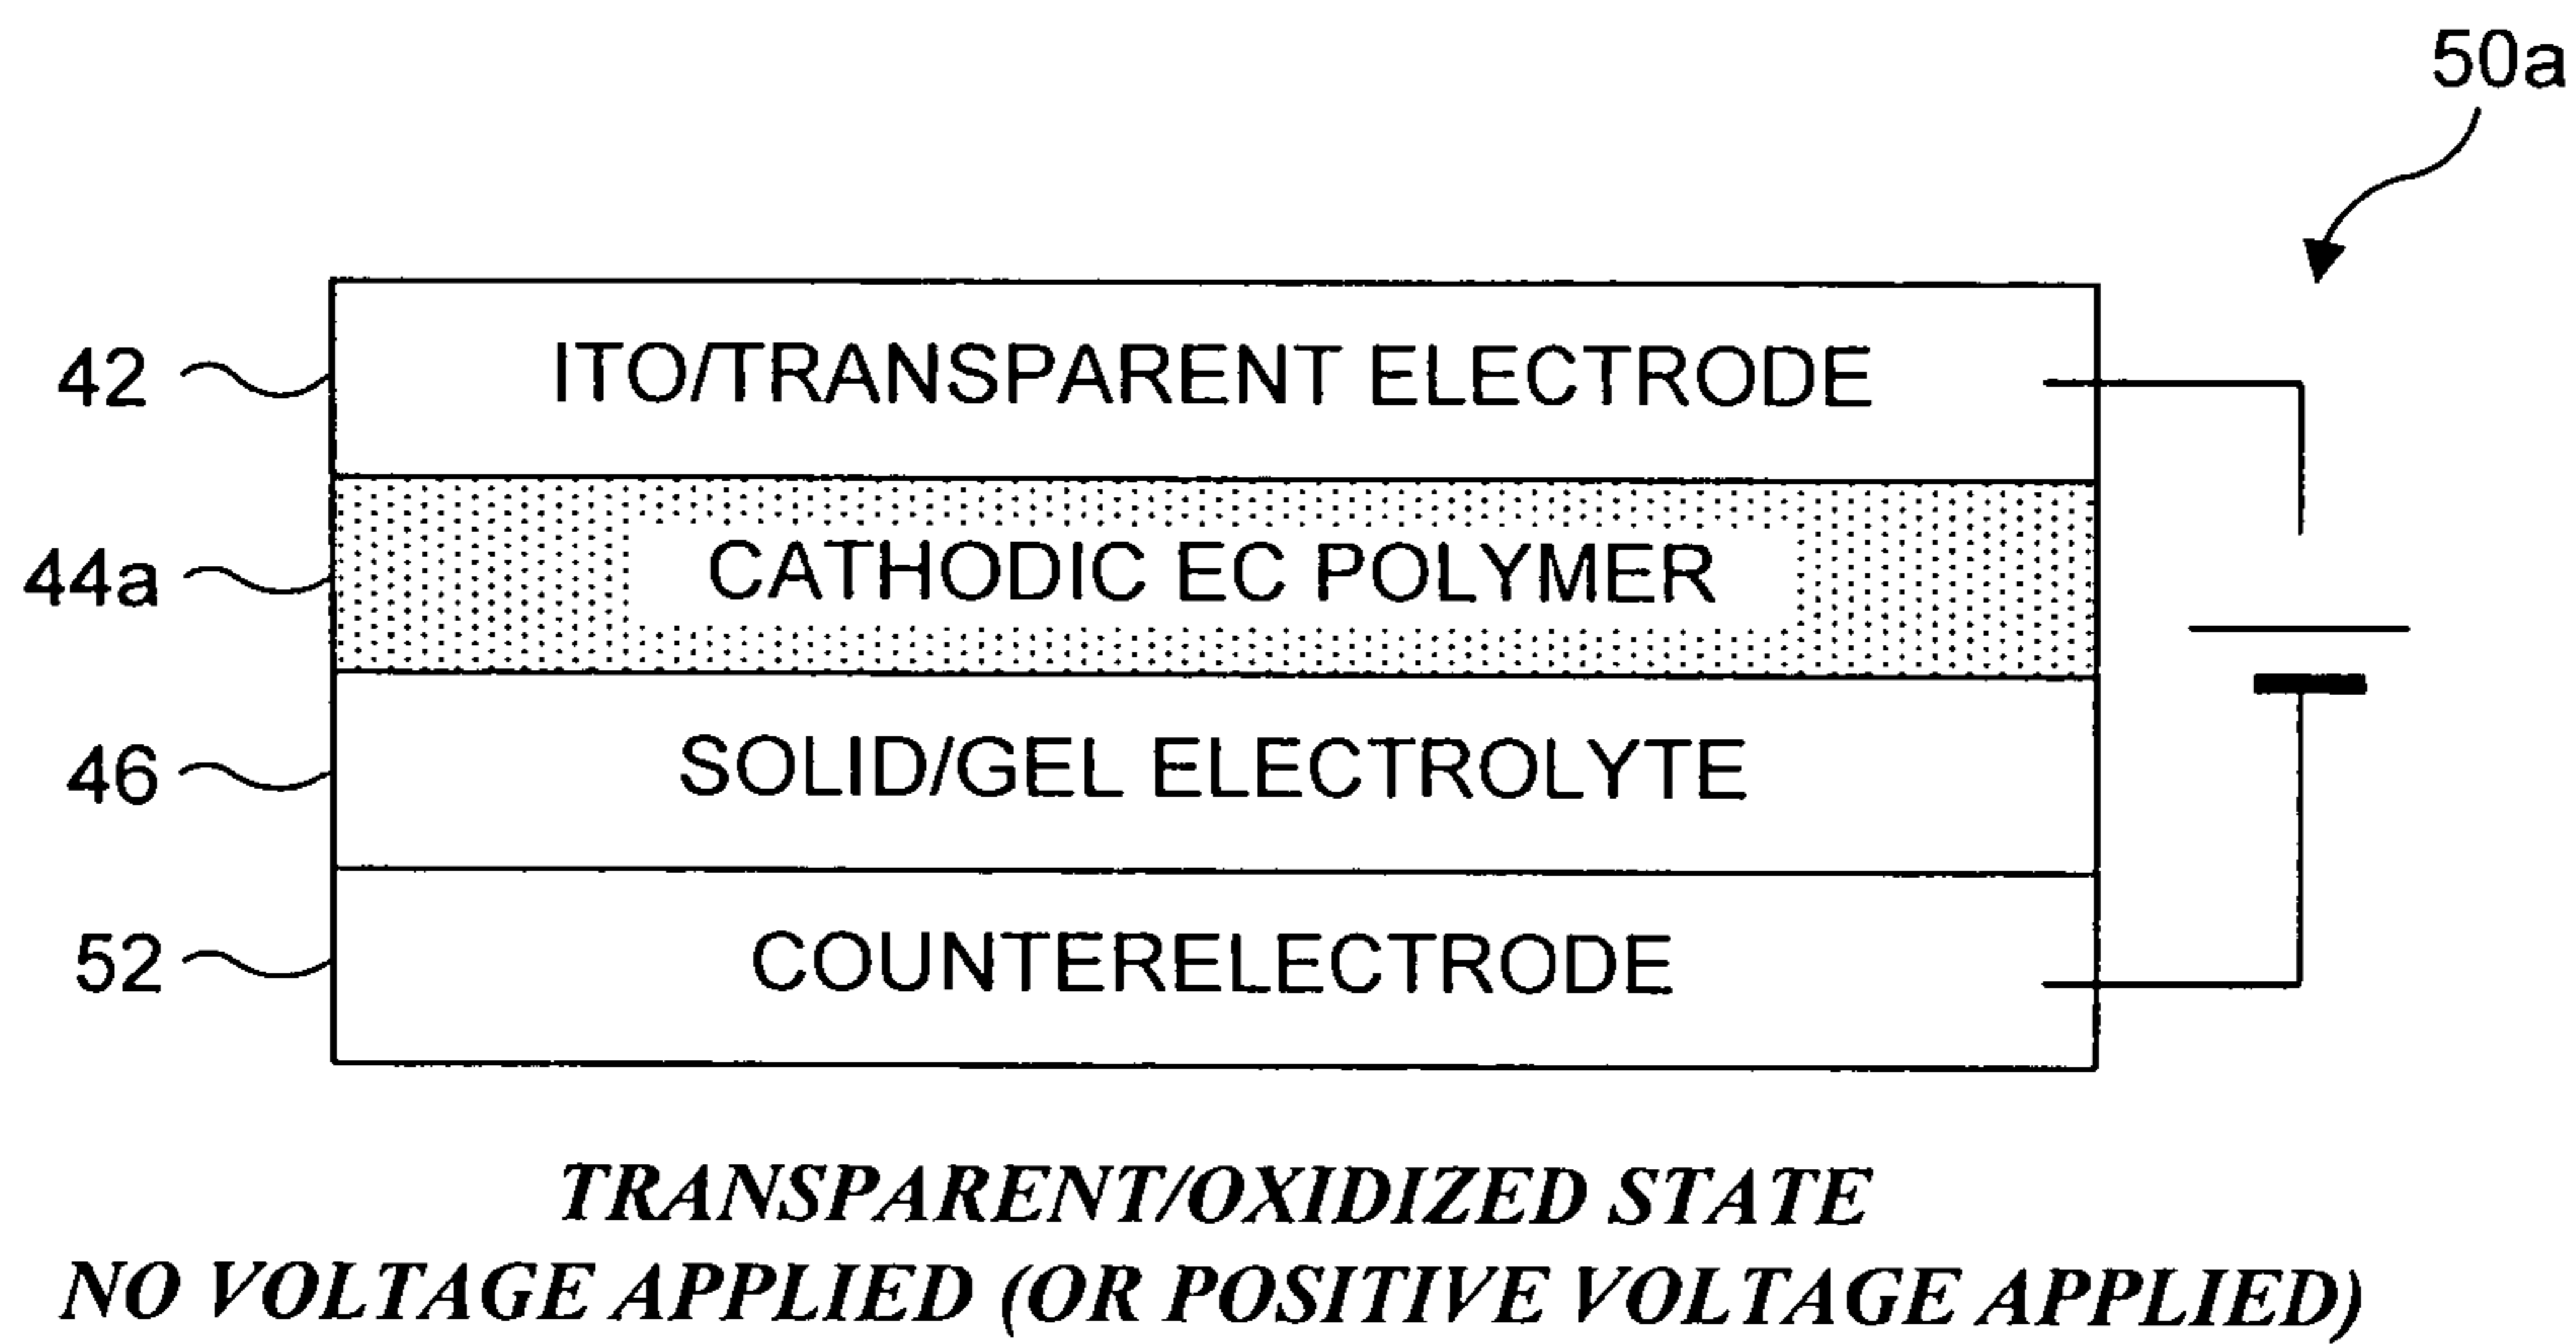 50a
42 ITO/TRANSPARENT ELECTRODE
44a CATHODIC EC POLYMER
46 SOLID/GEL ELECTROLYTE
52 COUNTERELECTRODE
TRANSPARENT/OXIDIZED STATE
NO VOLTAGE APPLIED (OR POSITIVE VOLTAGE APPLIED)